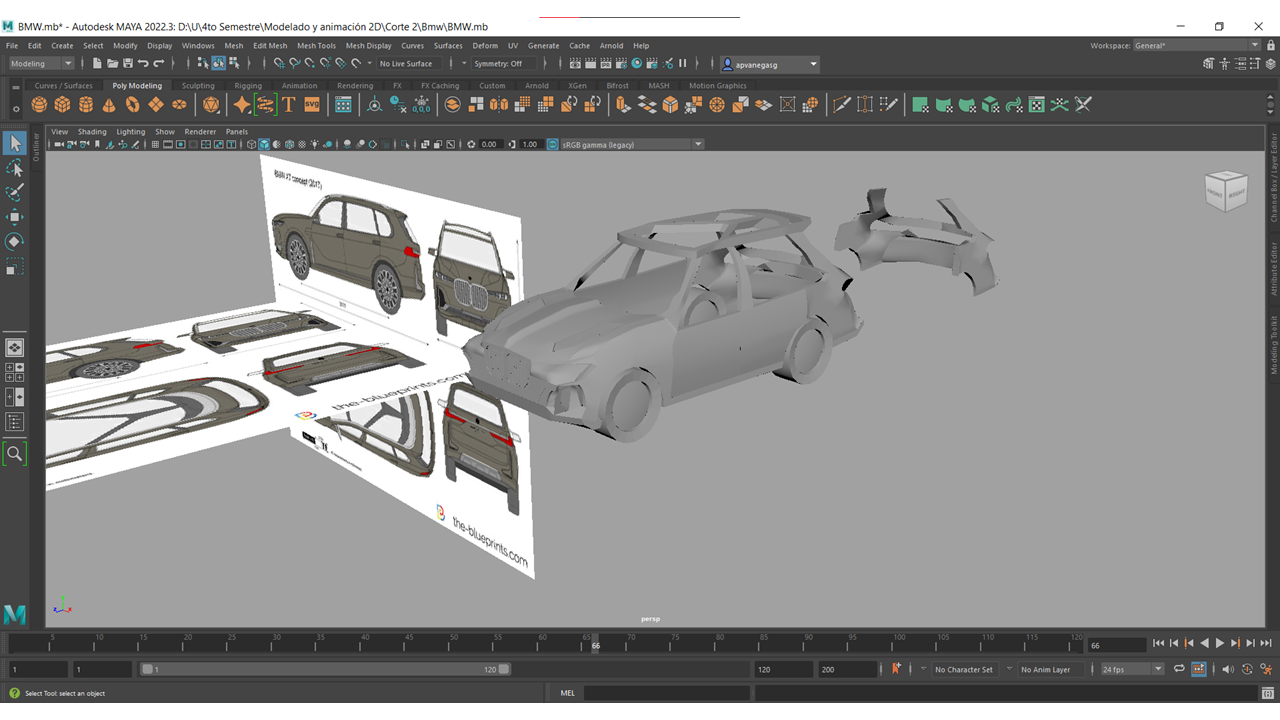 BMW.mb* - Autodesk MAYA 2022.3: D:\U\4to Semestre\Modelado y animación 2D\Corte 2\Bmw\BMW.mb
File Edit Create Select Modify Display Windows Mesh Edit Mesh Mesh Tools Mesh Display Curves Surfaces Deform UV Generate Cache Arnold Help
Workspace: General*
Modeling
No Live Surface
Symmetry: Off
apvanegasg
Curves / Surfaces Poly Modeling Sculpting Rigging Animation Rendering FX FX Caching Custom Arnold XGen Bifrost MASH Motion Graphics
T
svg
View Shading Lighting Show Renderer Panels
0.00
1.00
sRGB gamma (legacy)
Outliner
Channel Box / Layer Editor
Attribute Editor
Modeling Toolkit
BMW X7 concept (2017)
FRONT
the-blueprints.com
the-blueprints.com
persp
5 10 15 20 25 30 35 40 45 50 55 60 65 70 75 80 85 90 95 100 105 110 115 120
66
66
1
1
1
120
120
200
No Character Set
No Anim Layer
24 fps
Select Tool: select an object
MEL